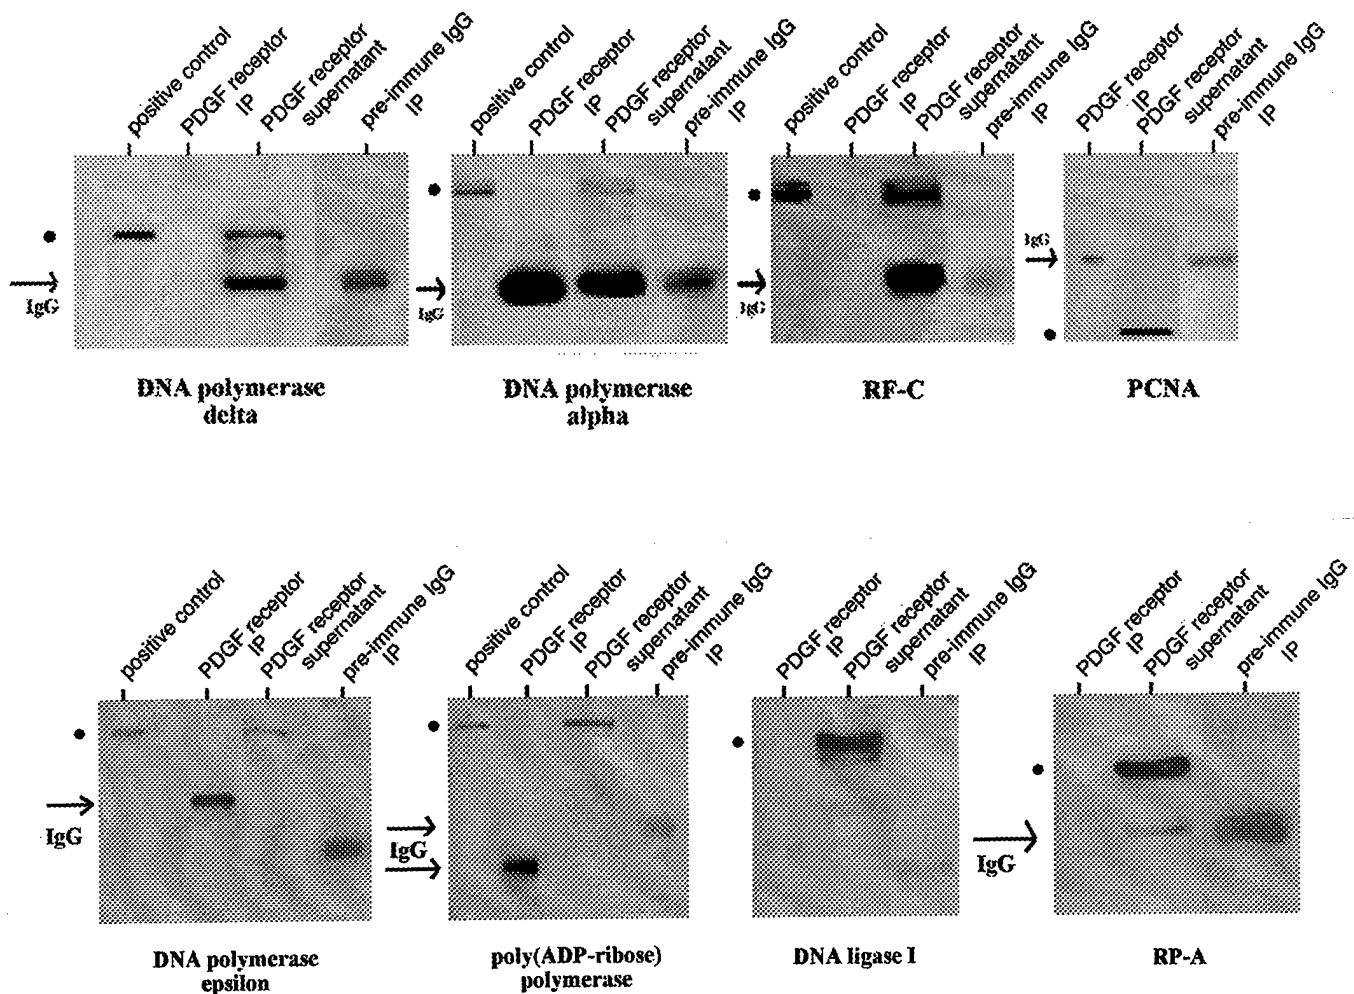 positive control
PDGF receptor
IP
PDGF receptor
supernatant
pre-immune IgG
IP
positive control
PDGF receptor
IP
PDGF receptor
supernatant
pre-immune IgG
IP
positive control
PDGF receptor
IP
PDGF receptor
supernatant
pre-immune IgG
IP
PDGF receptor
IP
PDGF receptor
supernatant
pre-immune IgG
IP
IgG
IgG
IgG
IgG
DNA polymerase
delta
DNA polymerase
alpha
RF-C
PCNA
positive control
PDGF receptor
IP
PDGF receptor
supernatant
pre-immune IgG
IP
positive control
PDGF receptor
IP
PDGF receptor
supernatant
pre-immune IgG
IP
PDGF receptor
IP
PDGF receptor
supernatant
pre-immune IgG
IP
PDGF receptor
IP
PDGF receptor
supernatant
pre-immune IgG
IP
IgG
IgG
IgG
DNA polymerase
epsilon
poly(ADP-ribose)
polymerase
DNA ligase I
RP-A